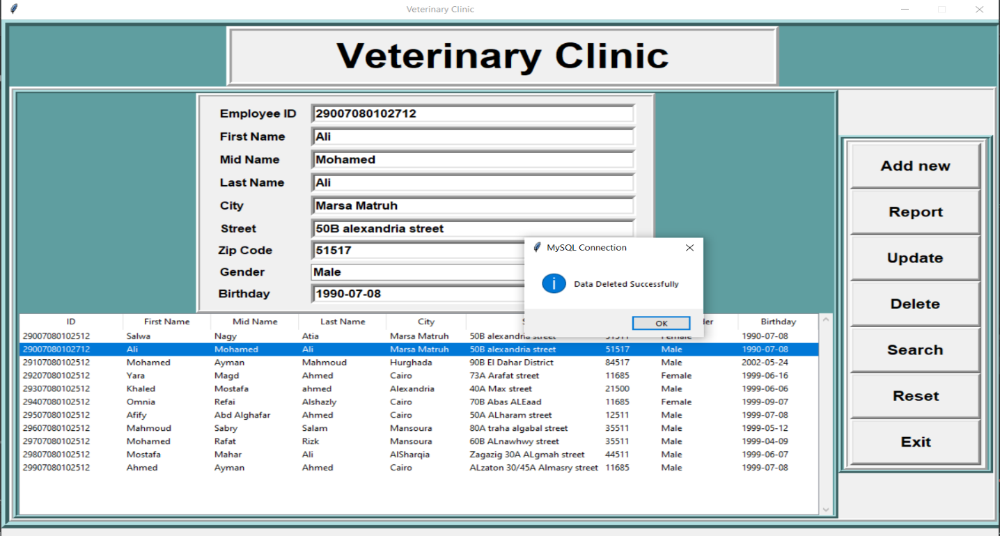 Veterinary Clinic
Veterinary Clinic
Employee ID 29007080102712
First Name Ali
Mid Name Mohamed
Last Name Ali
City Marsa Matruh
Street 50B alexandria street
Zip Code 51517
Gender Male
Birthday 1990-07-08
MySQL Connection
Data Deleted Successfully
OK
Add new
Report
Update
Delete
Search
Reset
Exit
ID First Name Mid Name Last Name City Birthday
29007080102512 Salwa Nagy Atia Marsa Matruh 50B alexandria street 51511 Female 1990-07-08
29007080102712 Ali Mohamed Ali Marsa Matruh 50B alexandria street 51517 Male 1990-07-08
29107080102512 Mohamed Ayman Mahmoud Hurghada 90B El Dahar District 84517 Male 2002-05-24
29207080102512 Yara Magd Ahmed Cairo 73A Arafat street 11685 Female 1999-06-16
29307080102512 Khaled Mostafa ahmed Alexandria 40A Max street 21500 Male 1999-06-06
29407080102512 Omnia Refai Alshazly Cairo 70B Abas ALEaad 11685 Female 1999-09-07
29507080102512 Afify Abd Alghafar Ahmed Cairo 50A ALharam street 12511 Male 1999-07-08
29607080102512 Mahmoud Sabry Salam Mansoura 80A traha algabal street 35511 Male 1999-05-12
29707080102512 Mohamed Rafat Rizk Mansoura 60B ALnawhwy street 35511 Male 1999-04-09
29807080102512 Mostafa Mahar Ali AlSharqia Zagazig 30A ALgmah street 44511 Male 1999-06-07
29907080102512 Ahmed Ayman Ahmed Cairo ALzaton 30/45A Almasry street 11685 Male 1999-07-08